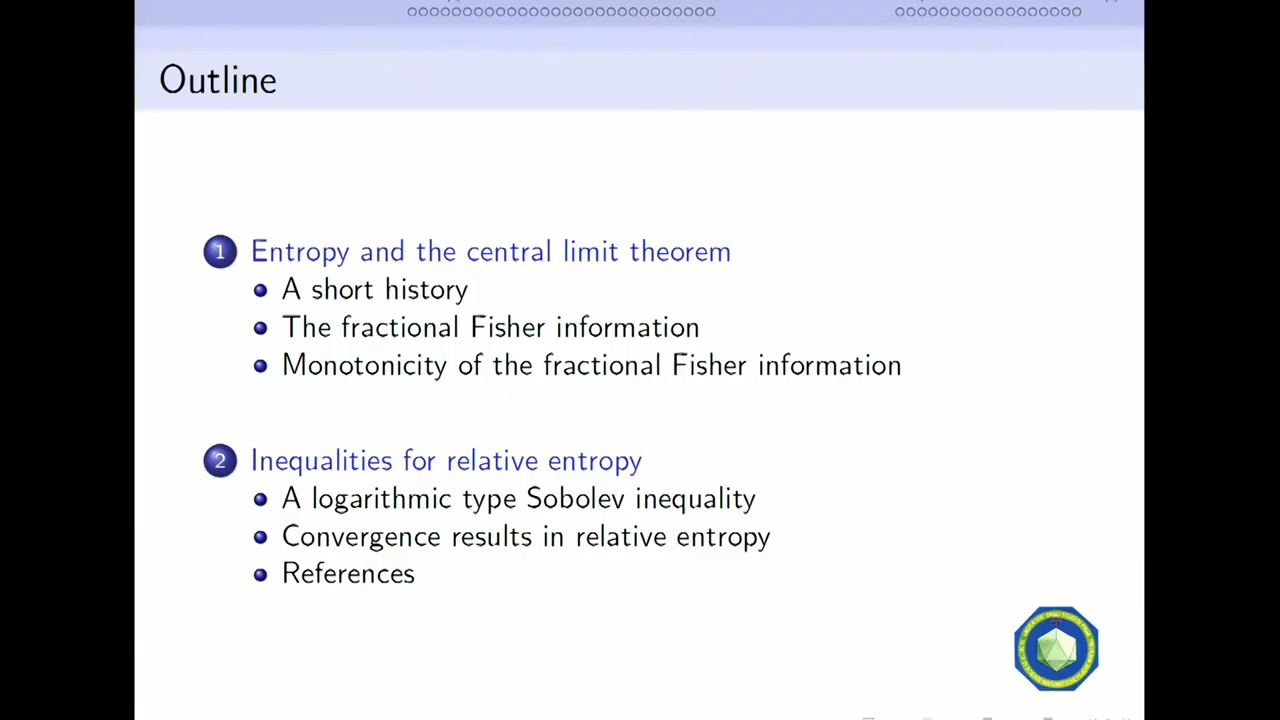 Outline
1 Entropy and the central limit theorem
A short history
The fractional Fisher information
Monotonicity of the fractional Fisher information
2 Inequalities for relative entropy
A logarithmic type Sobolev inequality
Convergence results in relative entropy
References